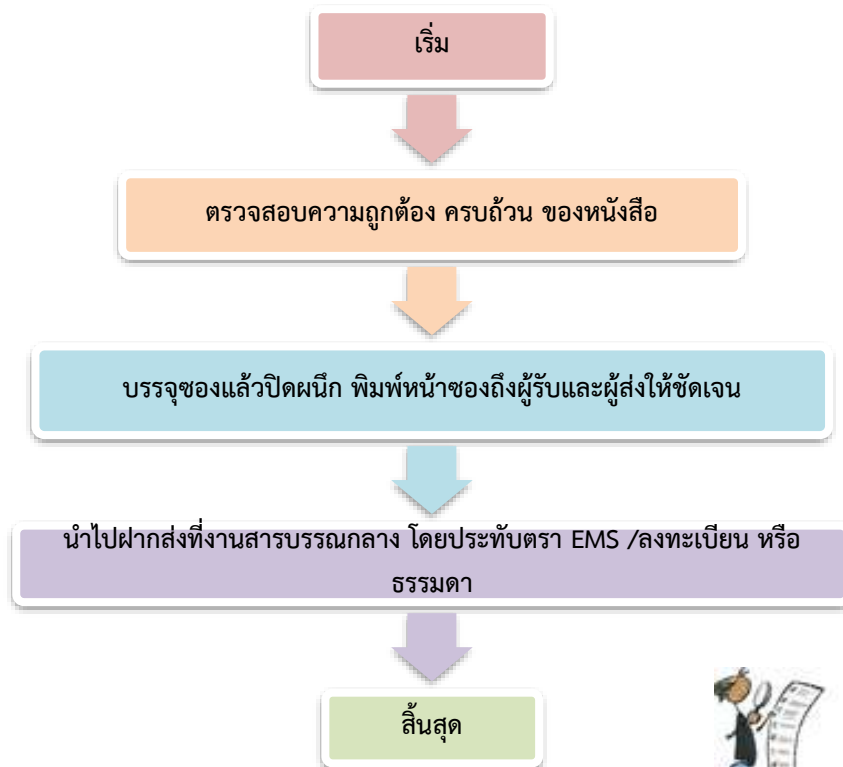 เริ่ม
ตรวจสอบความถูกต้อง ครบถ้วน ของหนังสือ
บรรจุซองแล้วปิดผนึก พิมพ์หน้าซองถึงผู้รับและผู้ส่งให้ชัดเจน
นำไปฝากส่งที่งานสารบรรณกลาง โดยประทับตรา EMS /ลงทะเบียน หรือ
ธรรมดา
สิ้นสุด